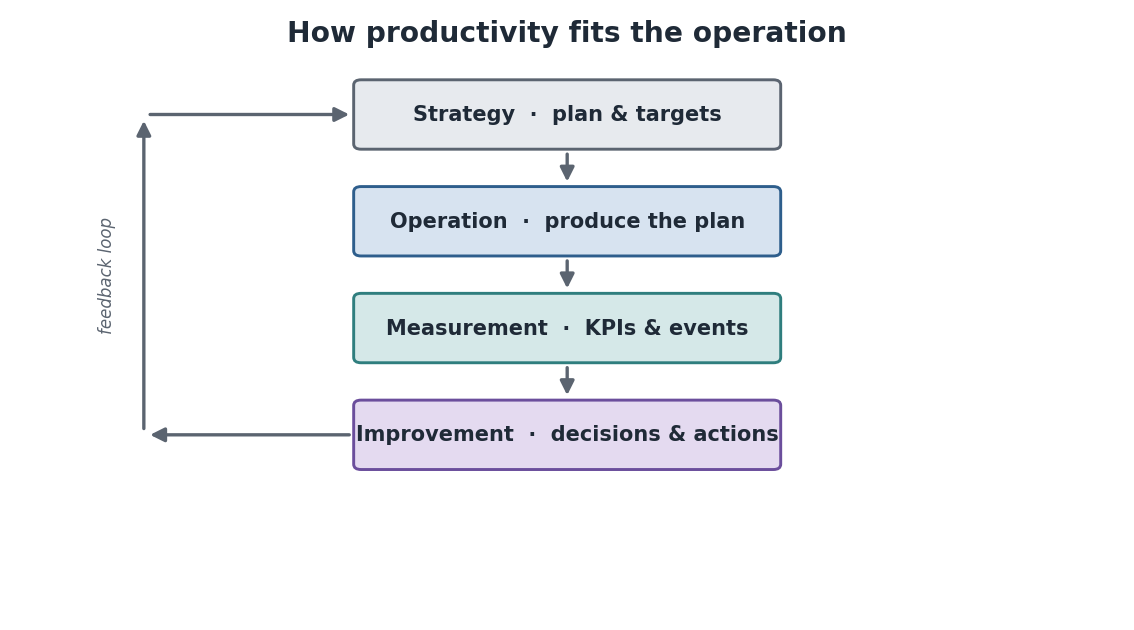 How productivity fits the operation
Strategy · plan & targets
Operation · produce the plan
feedback loop
Measurement · KPIs & events
Improvement · decisions & actions